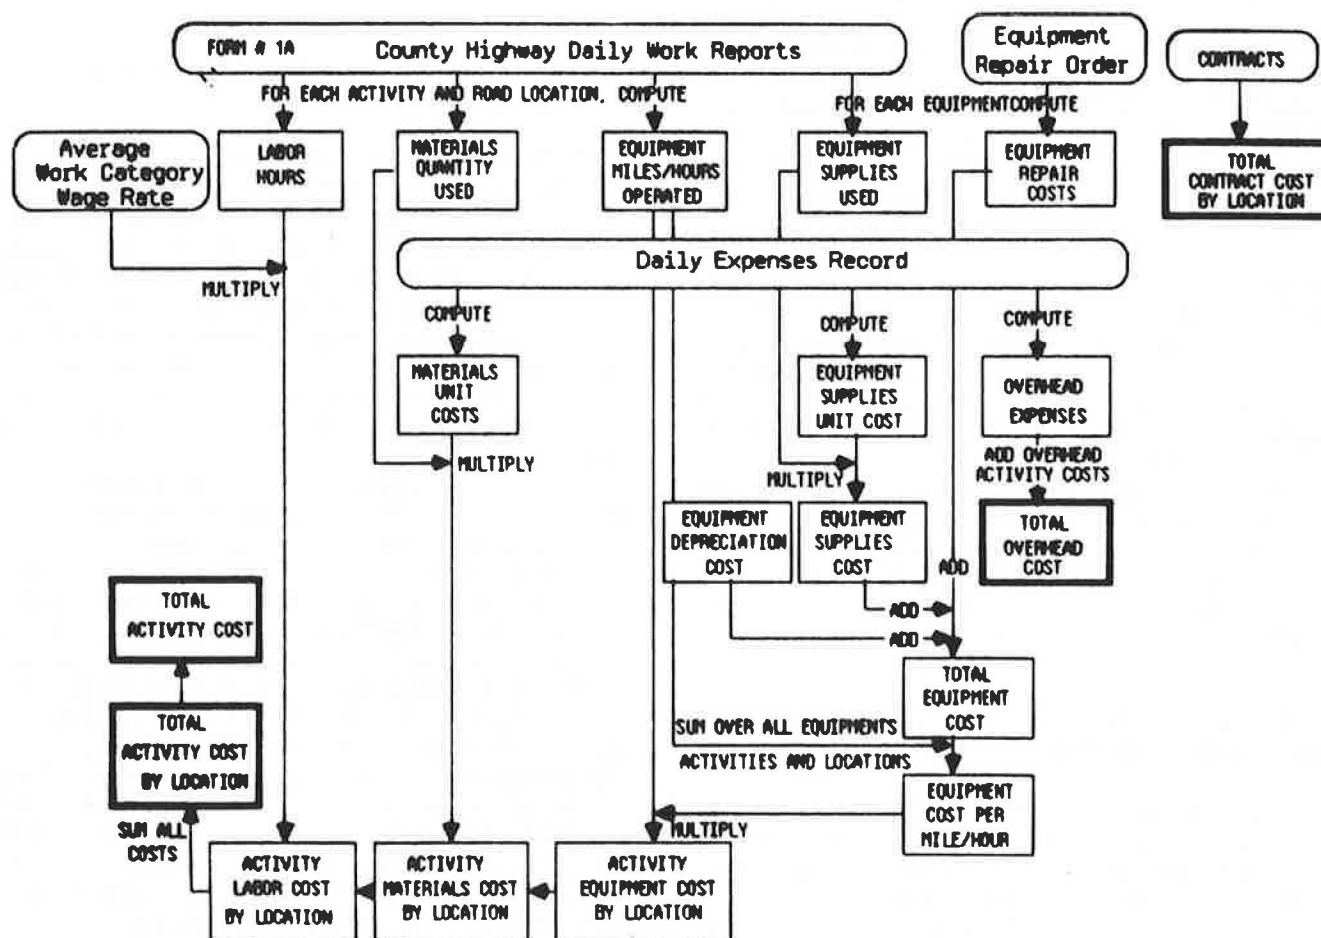 FORM # 1A County Highway Daily Work Reports
Equipment
Repair Order
CONTRACTS
FOR EACH ACTIVITY AND ROAD LOCATION, COMPUTE
FOR EACH EQUIPMENTCOMPUTE
Average
Work Category
Wage Rate
LABOR
HOURS
MATERIALS
QUANTITY
USED
EQUIPMENT
MILES/HOURS
OPERATED
EQUIPMENT
SUPPLIES
USED
EQUIPMENT
REPAIR
COSTS
TOTAL
CONTRACT COST
BY LOCATION
MULTIPLY
Daily Expenses Record
COMPUTE
COMPUTE
COMPUTE
MATERIALS
UNIT
COSTS
EQUIPMENT
SUPPLIES
UNIT COST
OVERHEAD
EXPENSES
MULTIPLY
MULTIPLY
ADD OVERHEAD
ACTIVITY COSTS
EQUIPMENT
DEPRECIATION
COST
EQUIPMENT
SUPPLIES
COST
ADD
TOTAL
OVERHEAD
COST
ADD
ADD
TOTAL
ACTIVITY COST
TOTAL
EQUIPMENT
COST
TOTAL
ACTIVITY COST
BY LOCATION
SUM OVER ALL EQUIPMENTS
ACTIVITIES AND LOCATIONS
EQUIPMENT
COST PER
MILE/HOUR
MULTIPLY
SUM ALL
COSTS
ACTIVITY
LABOR COST
BY LOCATION
ACTIVITY
MATERIALS COST
BY LOCATION
ACTIVITY
EQUIPMENT COST
BY LOCATION